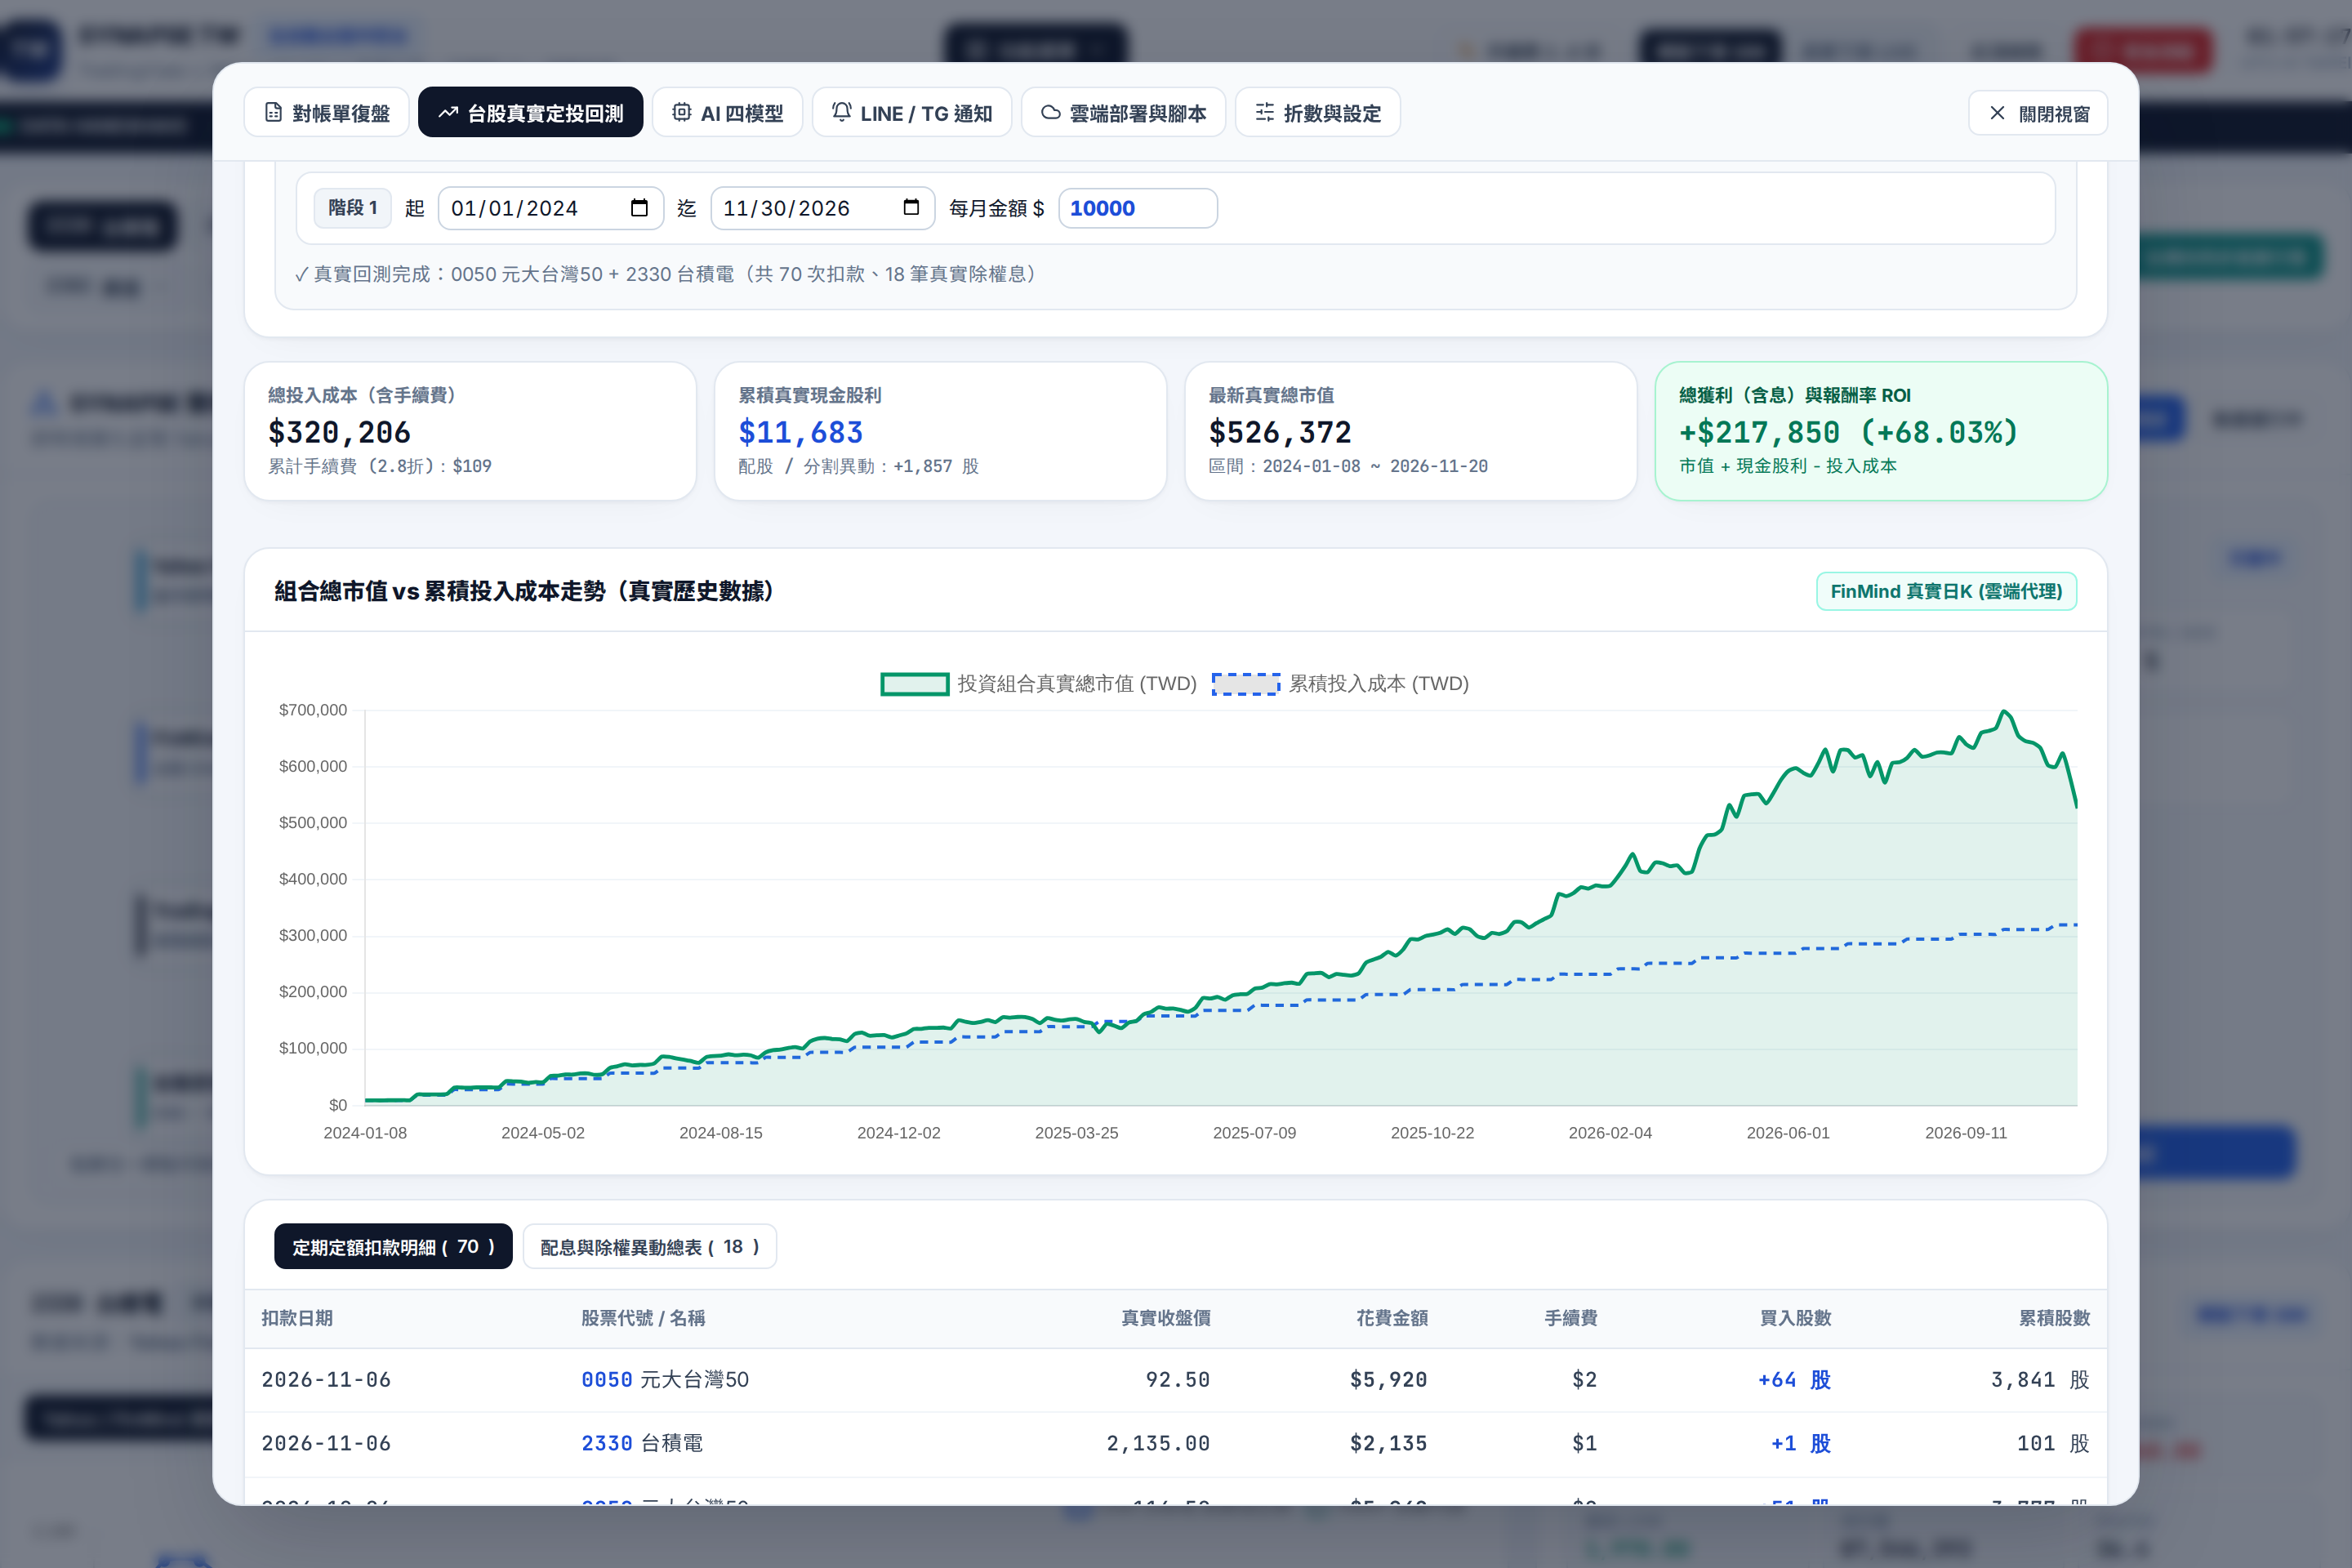 對帳單復盤
台股真實定投回測
AI 四模型
LINE / TG 通知
雲端部署與腳本
折數與設定
關閉視窗
階段 1 起 01/01/2024 迄 11/30/2026 每月金額 $ 10000
✓ 真實回測完成：0050 元大台灣50 + 2330 台積電（共 70 次扣款、18 筆真實除權息）
總投入成本（含手續費）
$320,206
累計手續費 (2.8折)：$109
累積真實現金股利
$11,683
配股 / 分割異動：+1,857 股
最新真實總市值
$526,372
區間：2024-01-08 ~ 2026-11-20
總獲利（含息）與報酬率 ROI
+$217,850 (+68.03%)
市值 + 現金股利 - 投入成本
組合總市值 vs 累積投入成本走勢（真實歷史數據）
FinMind 真實日K (雲端代理)
投資組合真實總市值 (TWD)
累積投入成本 (TWD)
$700,000
$600,000
$500,000
$400,000
$300,000
$200,000
$100,000
$0
2024-01-08 2024-05-02 2024-08-15 2024-12-02 2025-03-25 2025-07-09 2025-10-22 2026-02-04 2026-06-01 2026-09-11
定期定額扣款明細 ( 70 )
配息與除權異動總表 ( 18 )
扣款日期 股票代號 / 名稱 真實收盤價 花費金額 手續費 買入股數 累積股數
2026-11-06 0050 元大台灣50 92.50 $5,920 $2 +64 股 3,841 股
2026-11-06 2330 台積電 2,135.00 $2,135 $1 +1 股 101 股